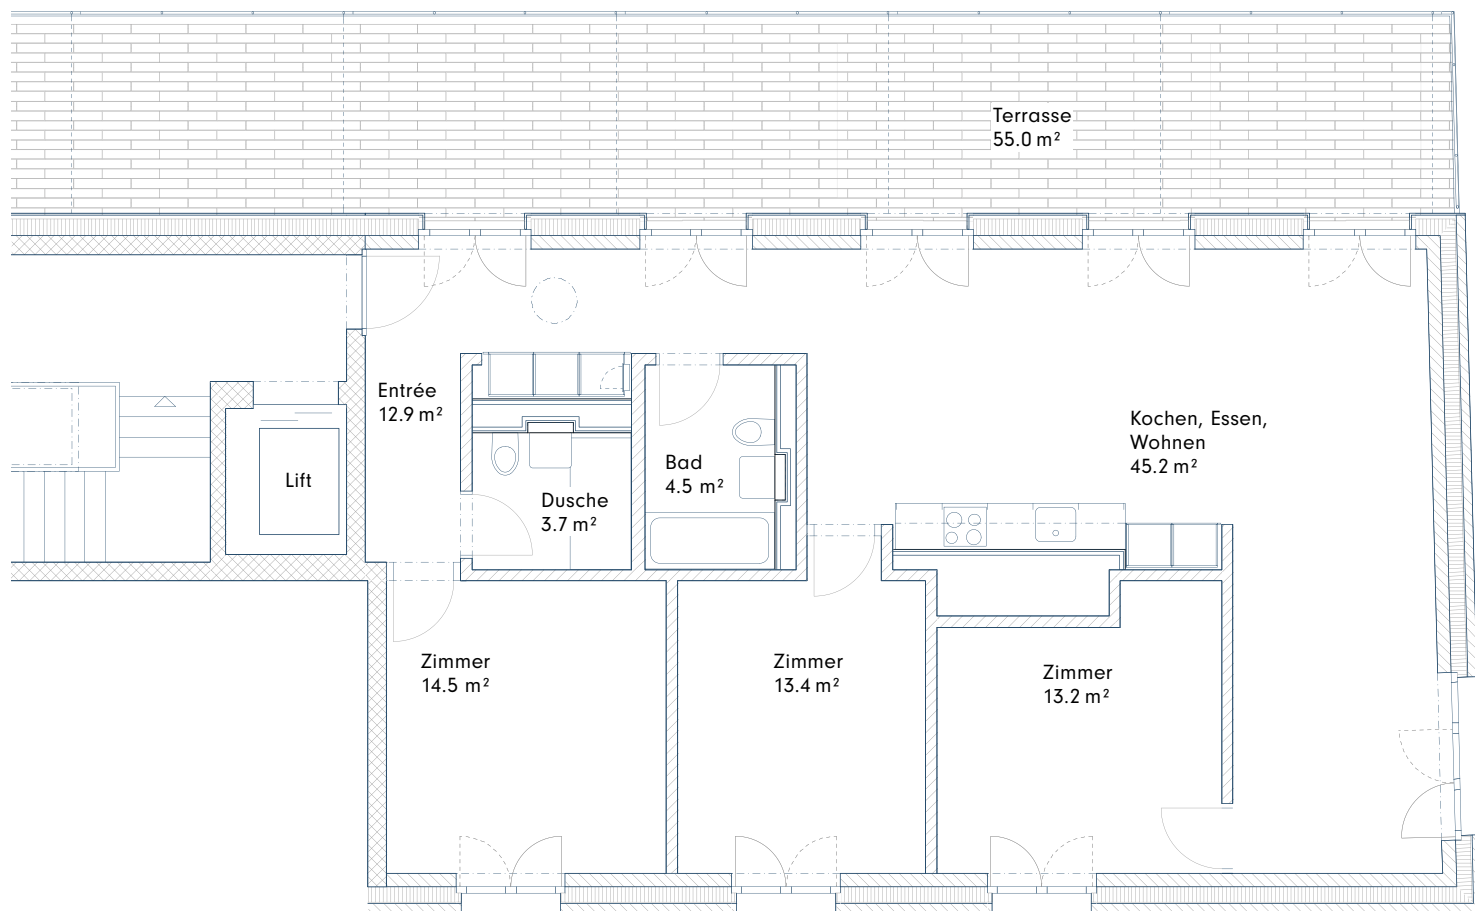 Terrasse
55.0 m²
Entrée
12.9 m²
Kochen, Essen,
Wohnen
45.2 m²
Bad
4.5 m²
Lift
Dusche
3.7 m²
Zimmer
14.5 m²
Zimmer
13.4 m²
Zimmer
13.2 m²